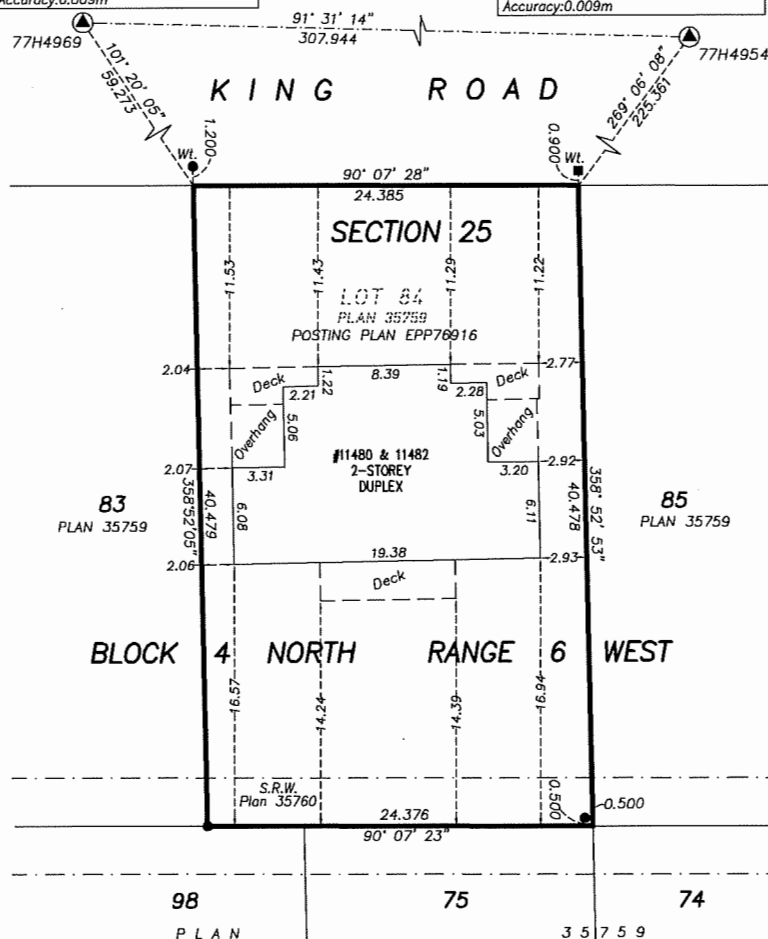 Accuracy:0.009m
Accuracy:0.009m
91° 31' 14"
307.944
77H4969
77H4954
101° 20' 05"
59.273
269° 06' 08"
225.361
KING ROAD
Wt.
1.200
0.900
Wt.
90° 07' 28"
24.385
SECTION 25
11.53
11.43
11.29
11.22
LOT 84
PLAN 35759
POSTING PLAN EPP76916
2.04
Deck
1.22
8.39
1.19
Deck
2.77
2.21
2.28
Overhang
5.06
5.03
Overhang
#11480 & 11482
2-STOREY
DUPLEX
2.07
3.31
3.20
2.92
83
PLAN 35759
358°52'05"
40.479
6.08
6.11
40.478
358° 52' 53"
85
PLAN 35759
2.06
19.38
2.93
Deck
BLOCK 4 NORTH RANGE 6 WEST
16.57
14.24
14.39
16.94
S.R.W.
Plan 35760
24.376
90° 07' 23"
0.500
0.500
98
75
74
PLAN 35759